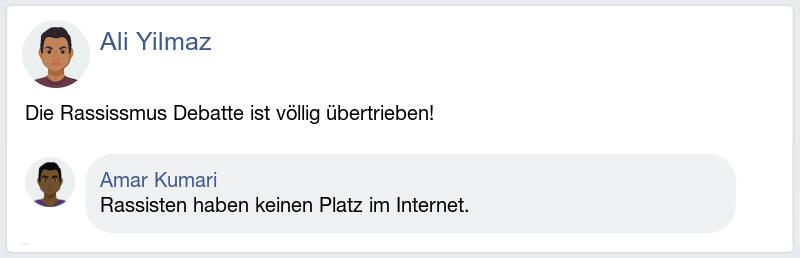 Ali Yilmaz
Die Rassissmus Debatte ist völlig übertrieben!
Amar Kumari
Rassisten haben keinen Platz im Internet.